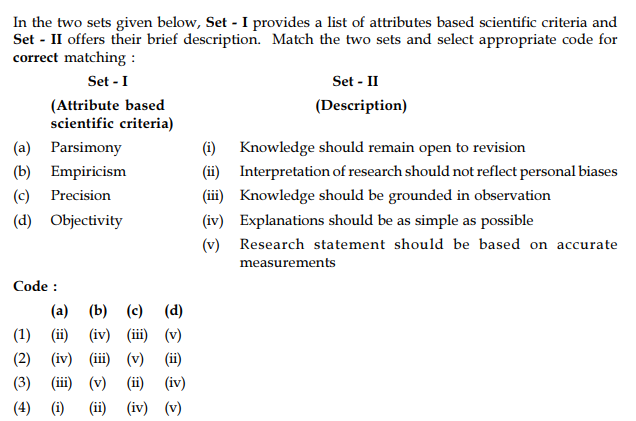 In the two sets given below, Set - I provides a list of attributes based scientific criteria and
Set - II offers their brief description. Match the two sets and select appropriate code for
correct matching :
Set - I Set - II
(Attribute based (Description)
scientific criteria)
(a) Parsimony (i) Knowledge should remain open to revision
(b) Empiricism (ii) Interpretation of research should not reflect personal biases
(c) Precision (iii) Knowledge should be grounded in observation
(d) Objectivity (iv) Explanations should be as simple as possible
(v) Research statement should be based on accurate
measurements
Code :
(a) (b) (c) (d)
(1) (ii) (iv) (iii) (v)
(2) (iv) (iii) (v) (ii)
(3) (iii) (v) (ii) (iv)
(4) (i) (ii) (iv) (v)